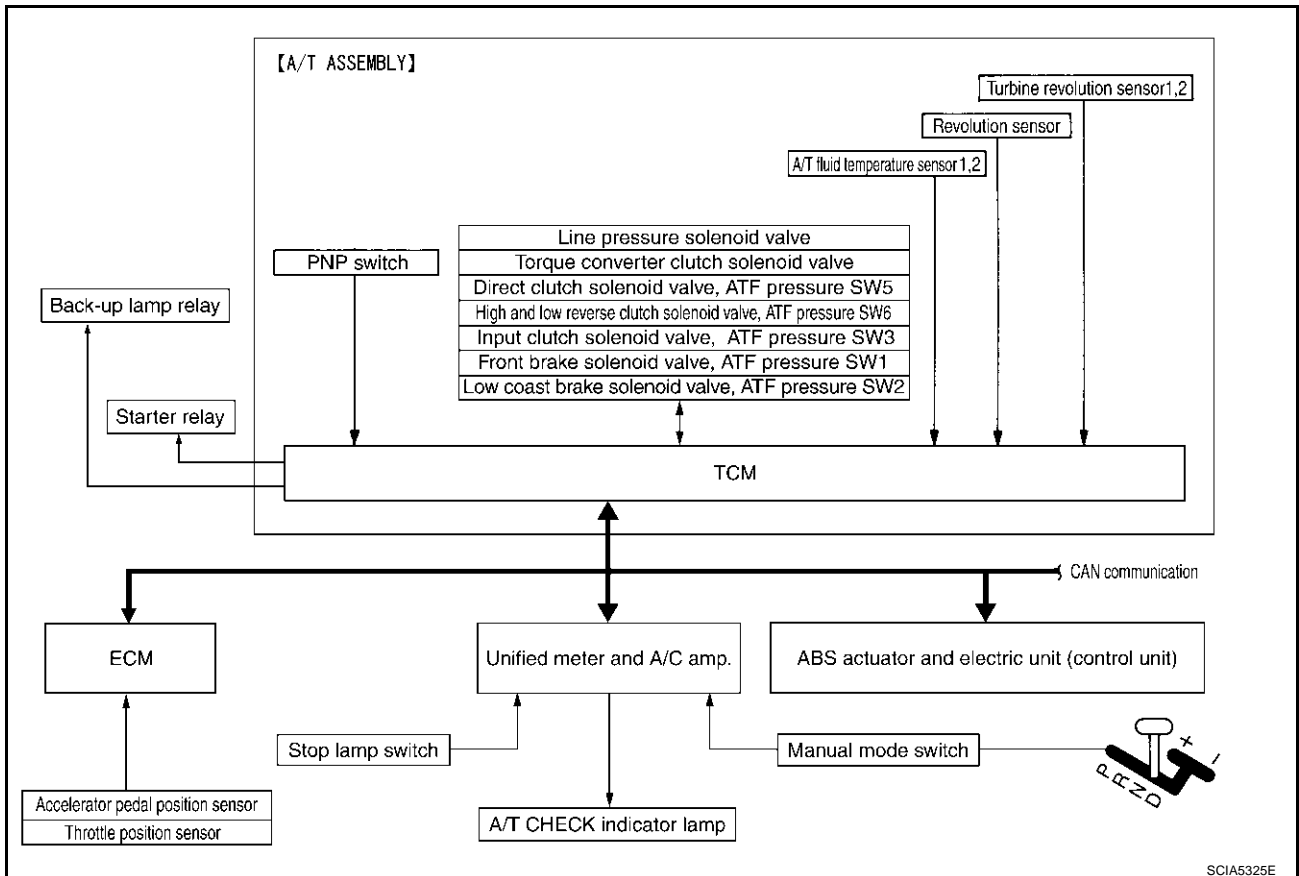 【A/T ASSEMBLY】
Turbine revolution sensor1,2
Revolution sensor
A/T fluid temperature sensor1,2
Line pressure solenoid valve
PNP switch
Torque converter clutch solenoid valve
Direct clutch solenoid valve, ATF pressure SW5
Back-up lamp relay
High and low reverse clutch solenoid valve, ATF pressure SW6
Input clutch solenoid valve, ATF pressure SW3
Front brake solenoid valve, ATF pressure SW1
Low coast brake solenoid valve, ATF pressure SW2
Starter relay
TCM
CAN communication
ECM
Unified meter and A/C amp.
ABS actuator and electric unit (control unit)
Stop lamp switch
Manual mode switch
P R N D + -
Accelerator pedal position sensor
Throttle position sensor
A/T CHECK indicator lamp
SCIA5325E